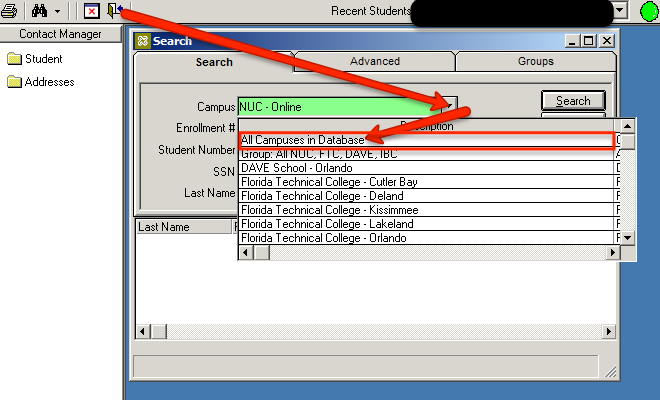 Recent Students
Contact Manager
Student
Addresses
Search
Search
Advanced
Groups
Campus
NUC - Online
Search
Enrollment #
Student Number
SSN
Last Name
All Campuses in Database
Group: All NUC, FTC, DAVE, IBC
DAVE School - Orlando
Florida Technical College - Cutler Bay
Florida Technical College - Deland
Florida Technical College - Kissimmee
Florida Technical College - Lakeland
Florida Technical College - Orlando
Last Name